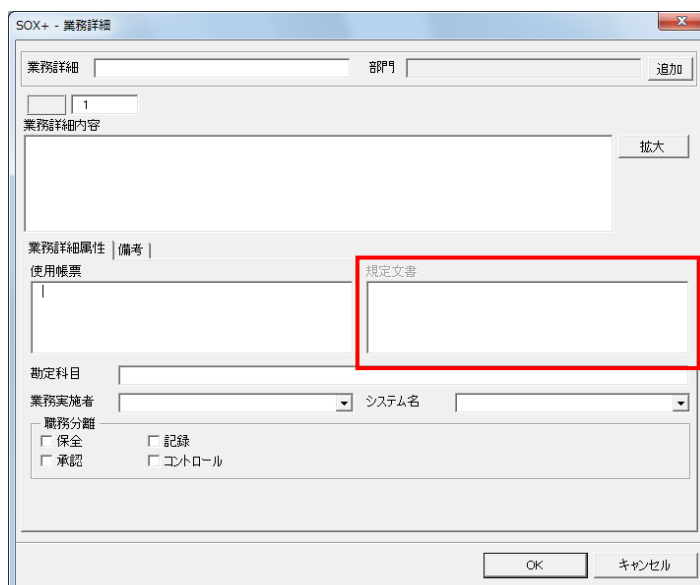 SOX+ - 業務詳細
業務詳細
部門
追加
1
業務詳細内容
拡大
業務詳細属性
備考
使用帳票
規定文書
勘定科目
業務実施者
システム名
職務分離
保全
記録
承認
コントロール
OK
キャンセル